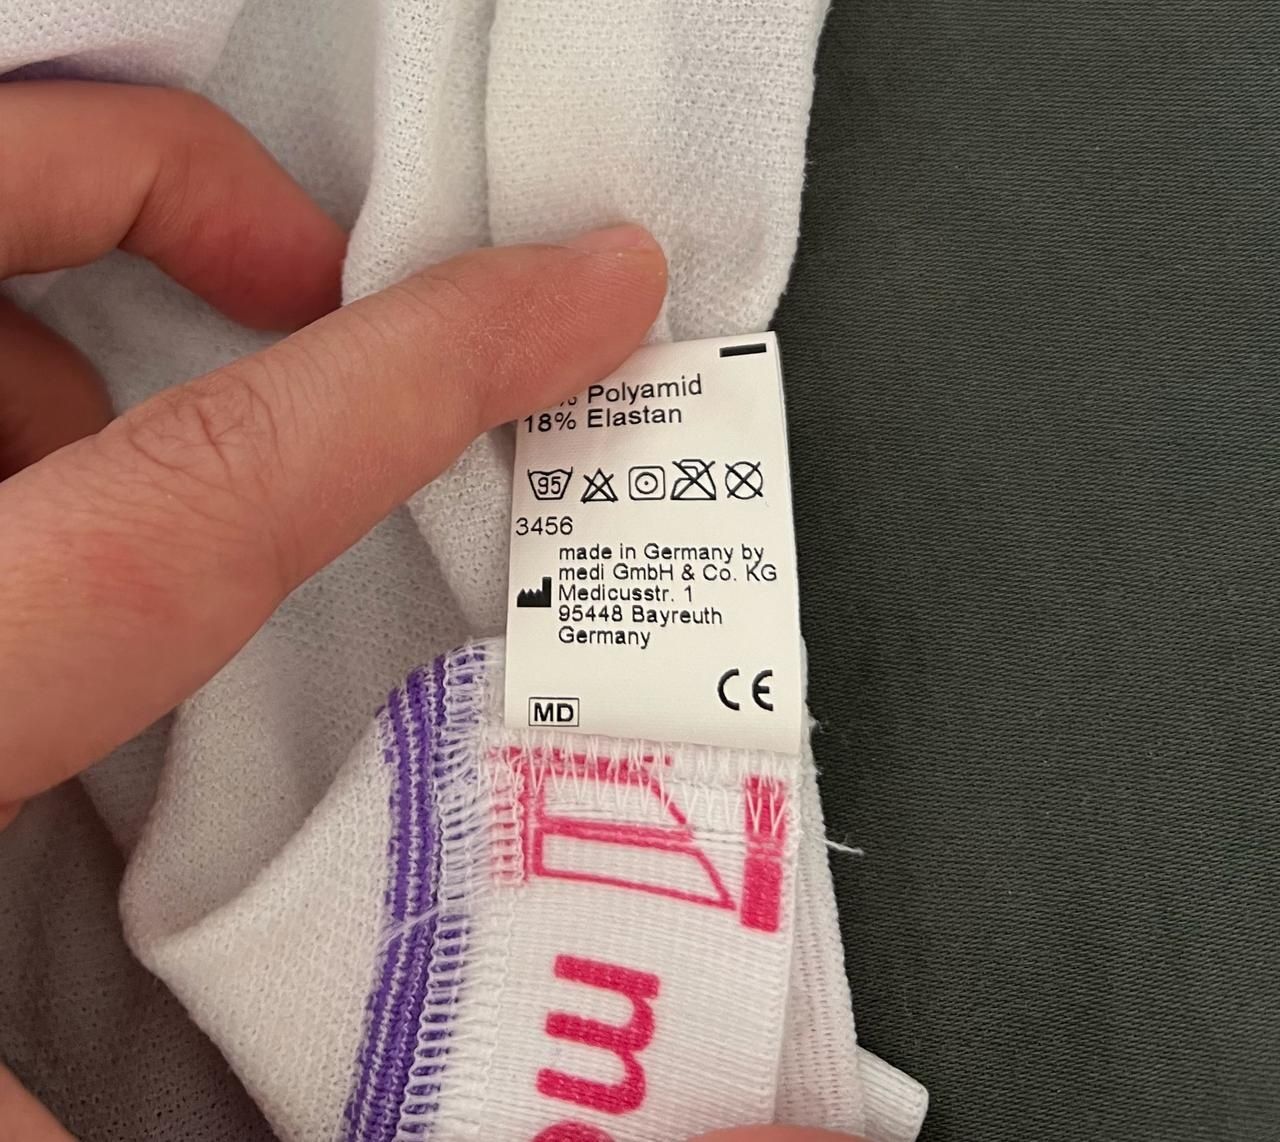 % Polyamid
18% Elastan
95
3456
made in Germany by
medi GmbH & Co. KG
Medicusstr. 1
95448 Bayreuth
Germany
CE
MD